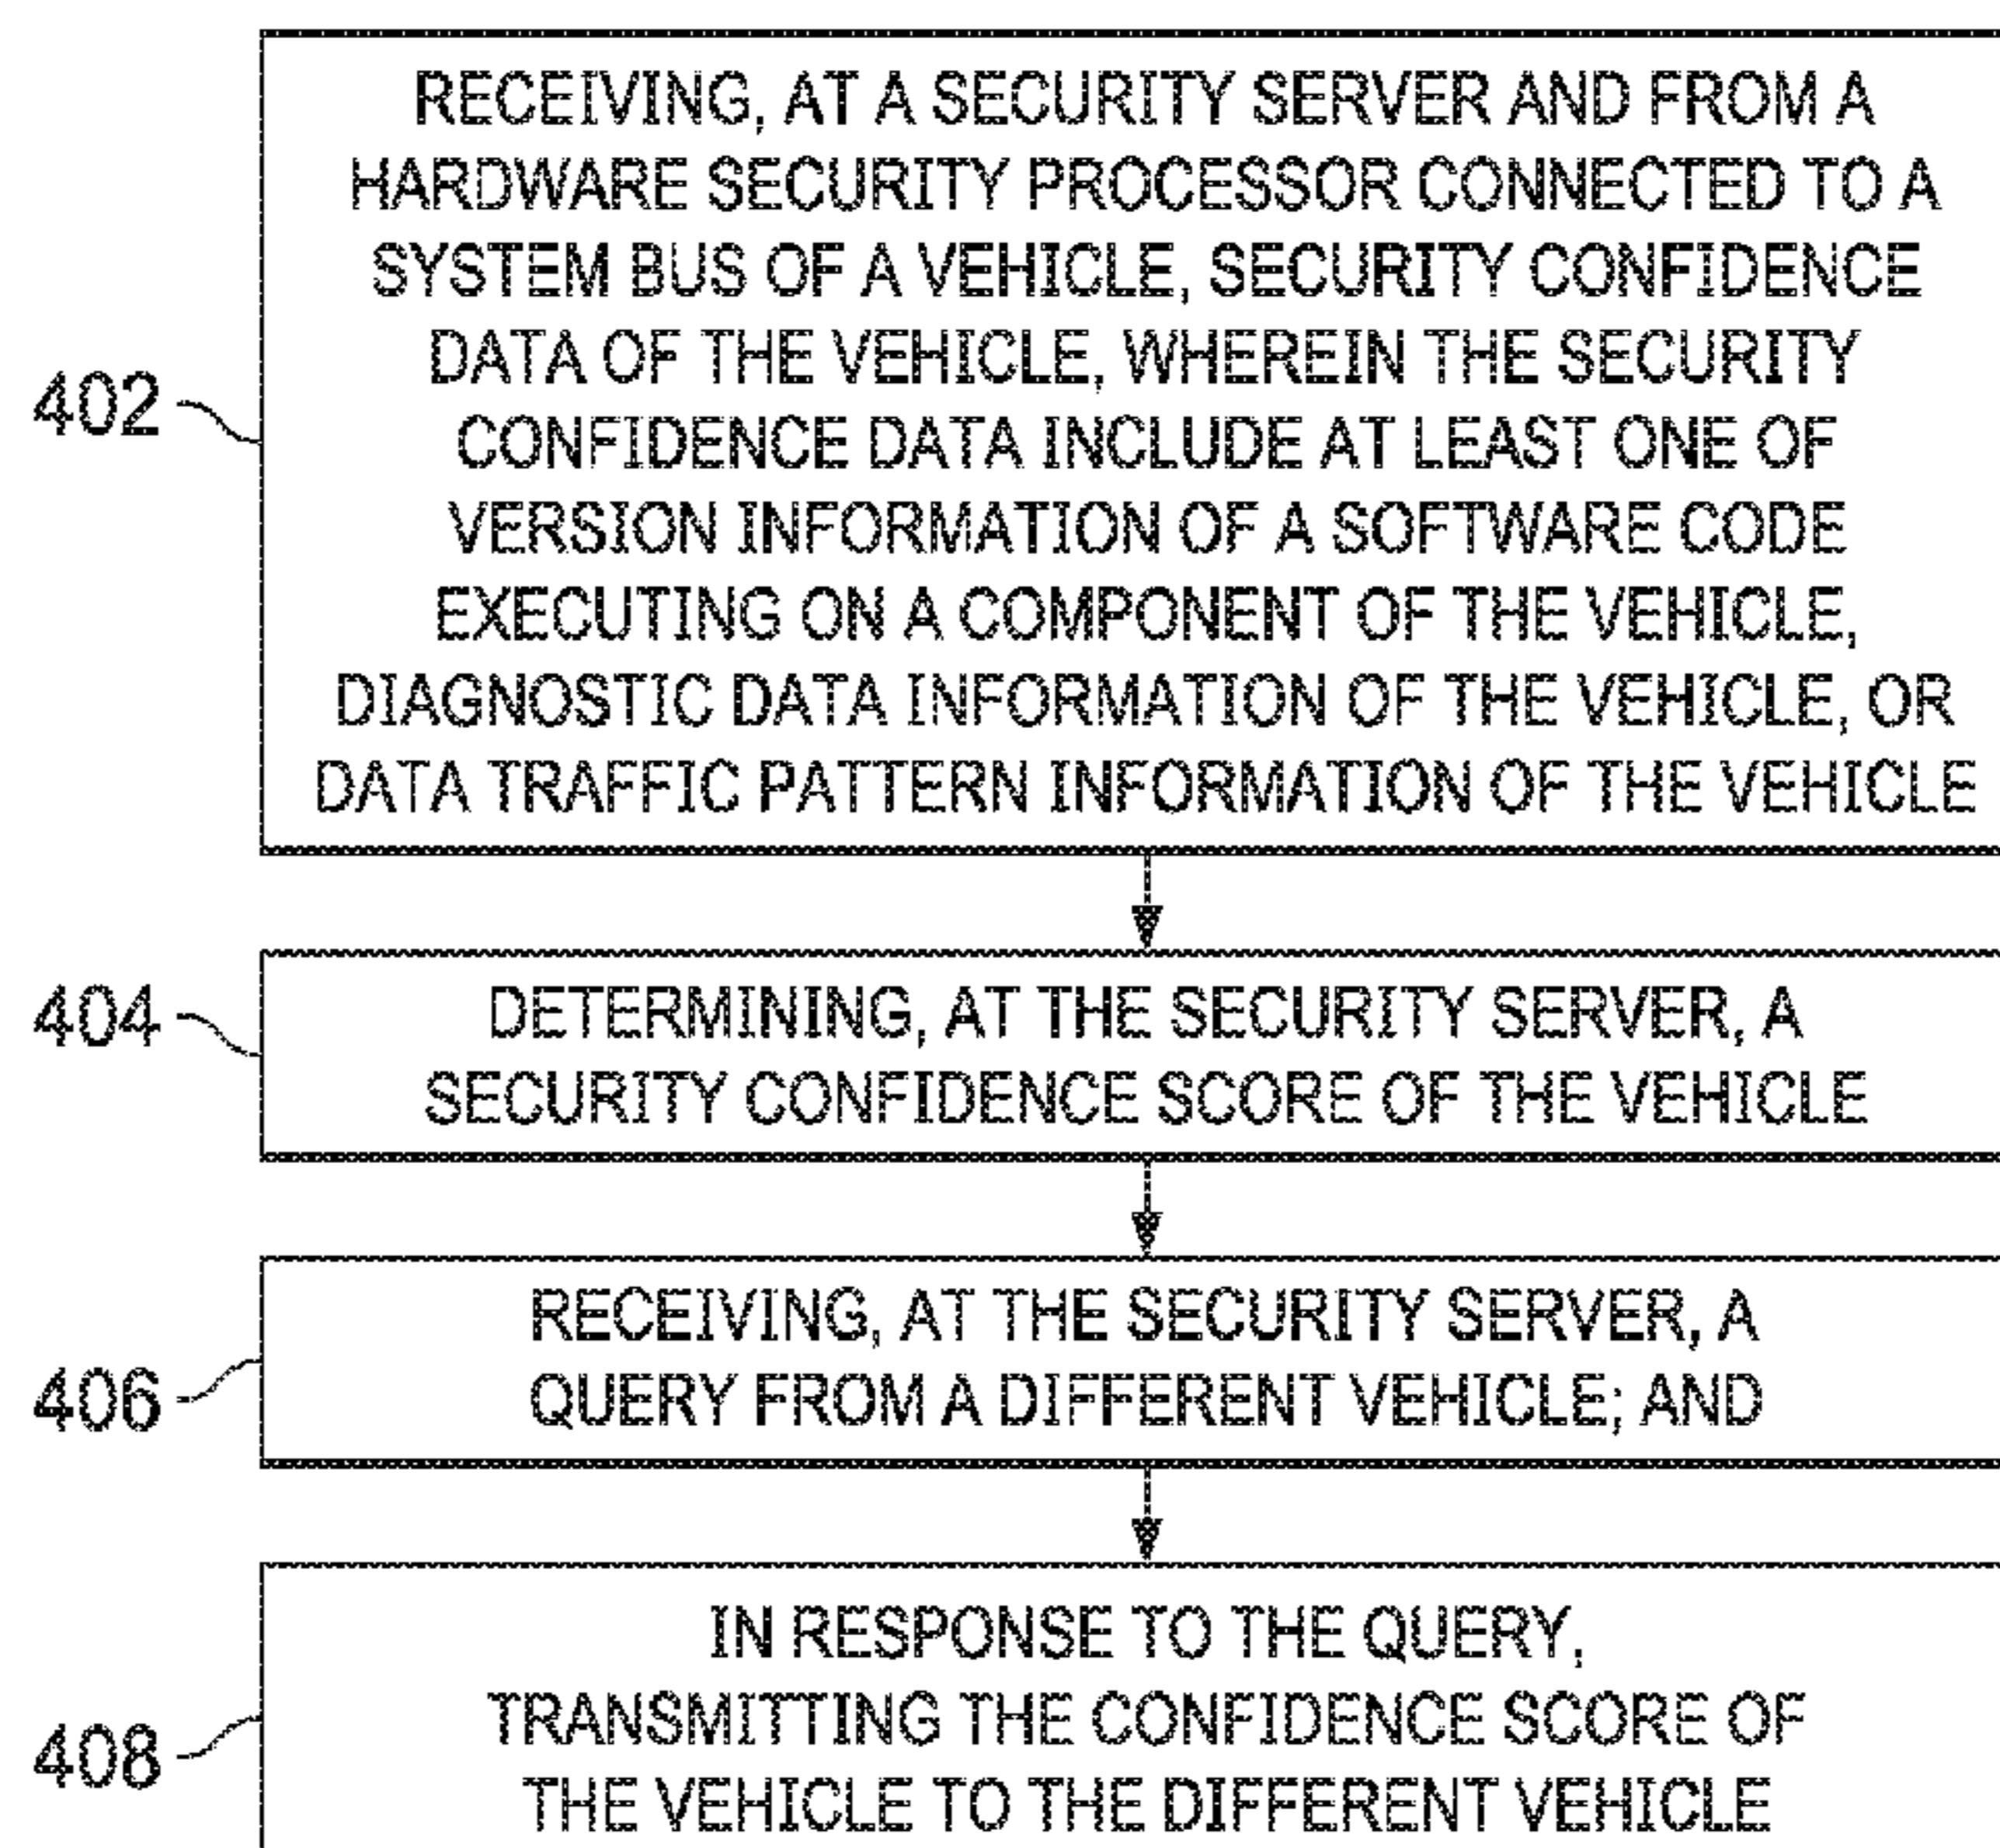 RECEIVING, AT A SECURITY SERVER AND FROM A
HARDWARE SECURITY PROCESSOR CONNECTED TO A
SYSTEM BUS OF A VEHICLE, SECURITY CONFIDENCE
DATA OF THE VEHICLE, WHEREIN THE SECURITY
CONFIDENCE DATA INCLUDE AT LEAST ONE OF
VERSION INFORMATION OF A SOFTWARE CODE
EXECUTING ON A COMPONENT OF THE VEHICLE,
DIAGNOSTIC DATA INFORMATION OF THE VEHICLE, OR
DATA TRAFFIC PATTERN INFORMATION OF THE VEHICLE
402
DETERMINING, AT THE SECURITY SERVER, A
SECURITY CONFIDENCE SCORE OF THE VEHICLE
404
RECEIVING, AT THE SECURITY SERVER, A
QUERY FROM A DIFFERENT VEHICLE; AND
406
IN RESPONSE TO THE QUERY,
TRANSMITTING THE CONFIDENCE SCORE OF
THE VEHICLE TO THE DIFFERENT VEHICLE
408